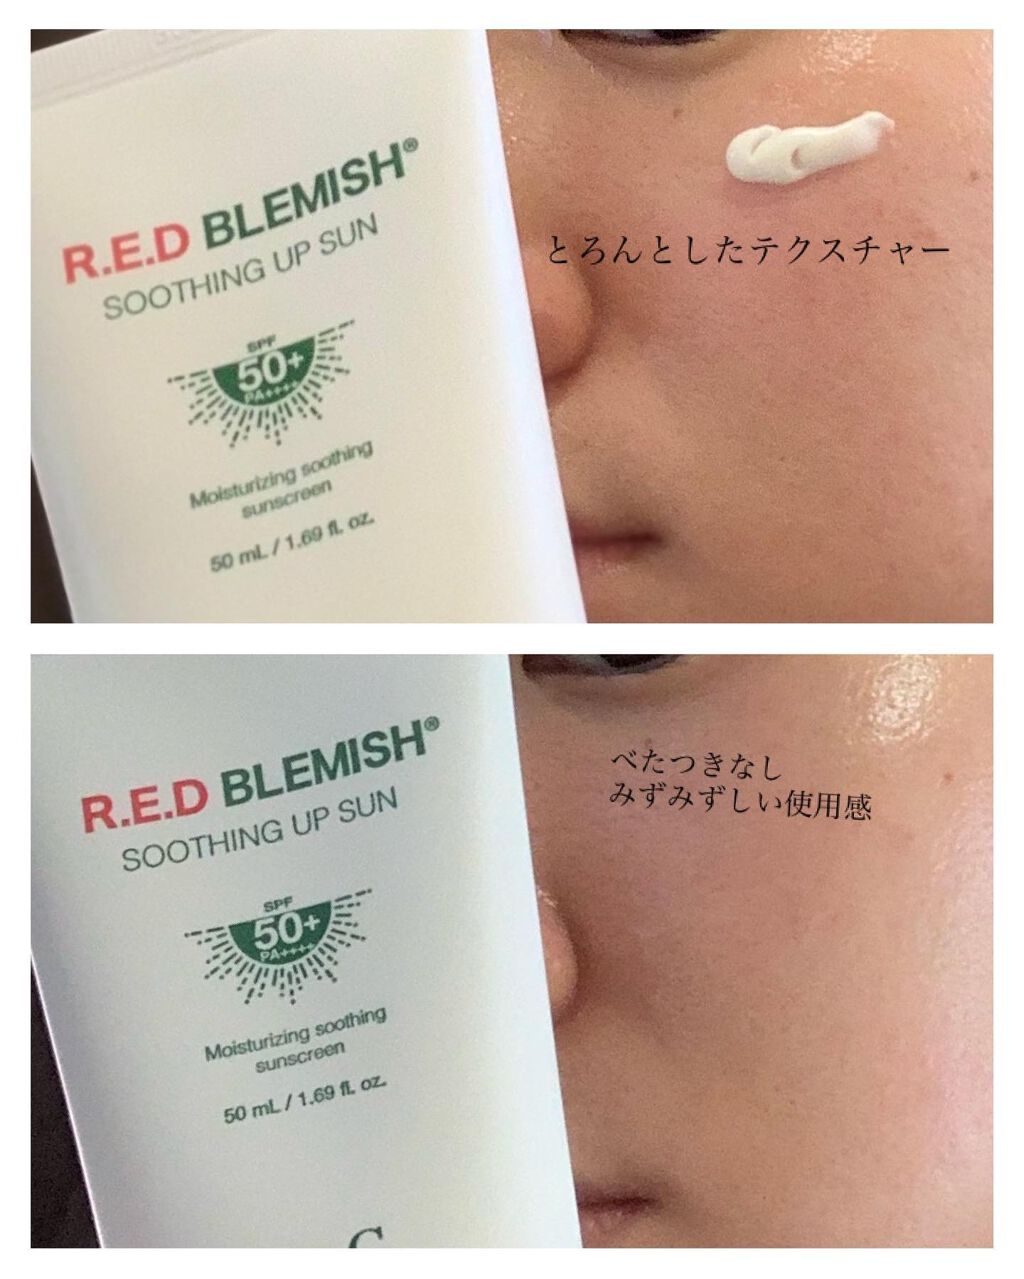 R.E.D BLEMISH®
SOOTHING UP SUN
SPF
50+
PA++++
Moisturizing soothing
sunscreen
50 mL / 1.69 fl. oz.
とろんとしたテクスチャー
R.E.D BLEMISH®
SOOTHING UP SUN
SPF
50+
PA++++
Moisturizing soothing
sunscreen
50 mL / 1.69 fl. oz.
べたつきなし
みずみずしい使用感